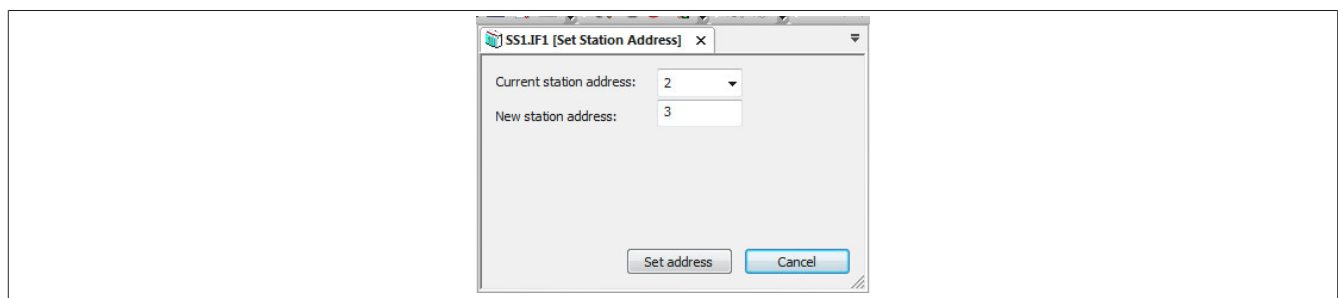 SS1.IF1 [Set Station Address]
Current station address: 2
New station address: 3
Set address Cancel